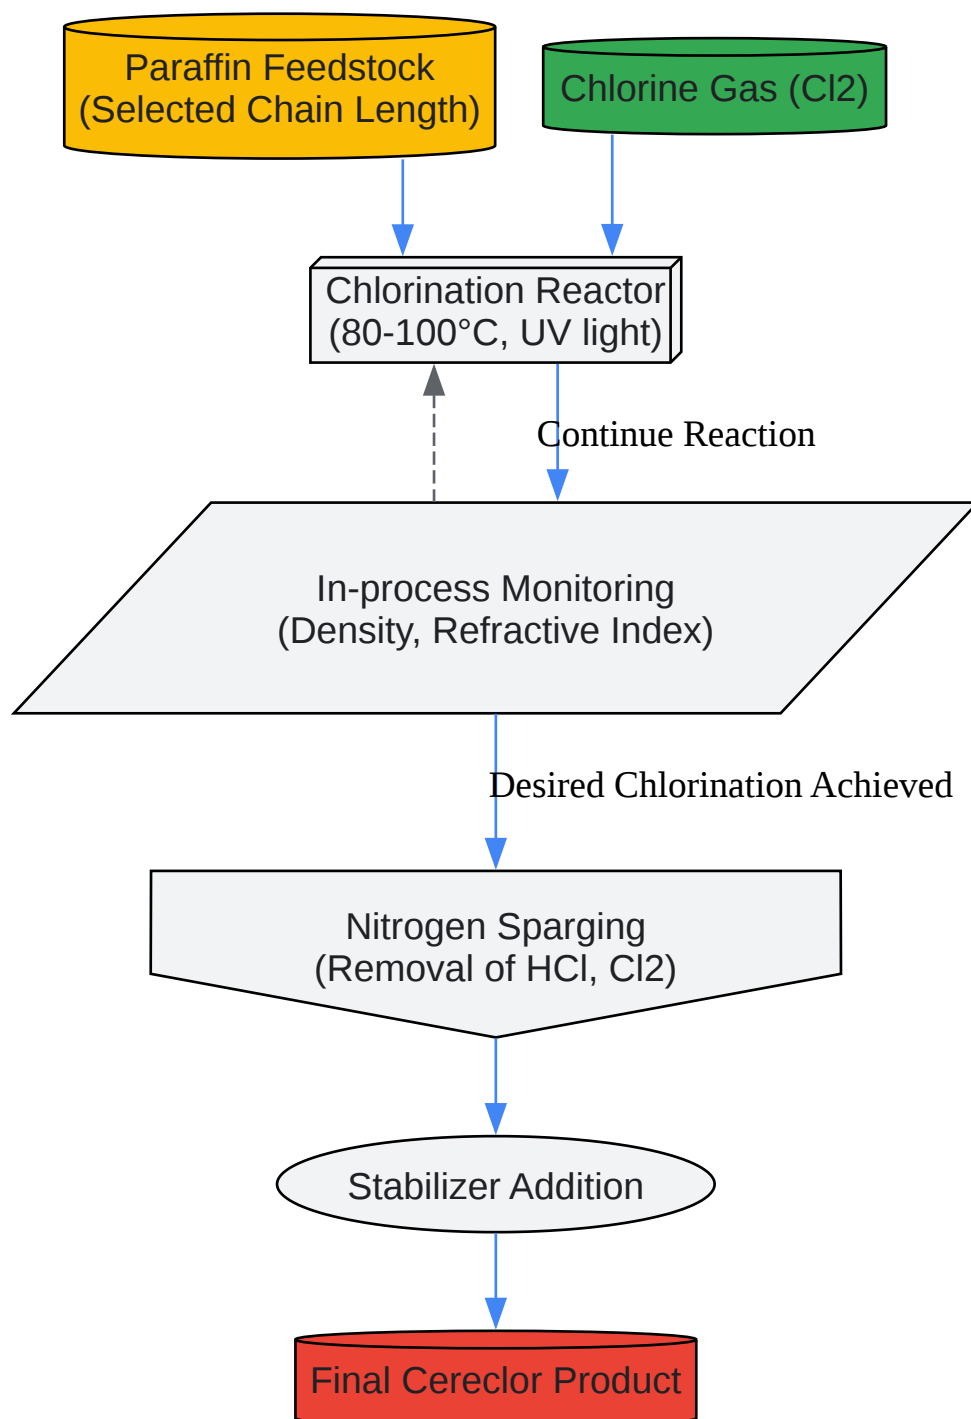 Paraffin Feedstock
(Selected Chain Length)
Chlorine Gas (Cl2)
Chlorination Reactor
(80-100°C, UV light)
Continue Reaction
In-process Monitoring
(Density, Refractive Index)
Desired Chlorination Achieved
Nitrogen Sparging
(Removal of HCl, Cl2)
Stabilizer Addition
Final Cereclor Product